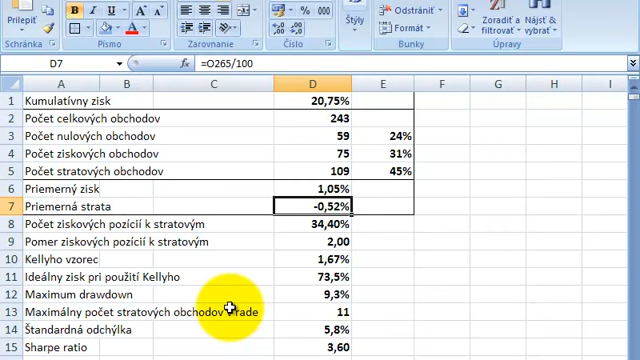 Prilepiť
B I U
Schránka
Písmo
Zarovnanie
% 000
Číslo
Štýly
Odstrániť
Formát
Bunky
Σ
Zoradiť a filtrovať
Nájsť a vybrať
Úpravy
D7 fx =O265/100
A B C D E F G H I
1 Kumulatívny zisk 20,75%
2 Počet celkových obchodov 243
3 Počet nulových obchodov 59 24%
4 Počet ziskových obchodov 75 31%
5 Počet stratových obchodov 109 45%
6 Priemerný zisk 1,05%
7 Priemerná strata -0,52%
8 Počet ziskových pozícií k stratovým 34,40%
9 Pomer ziskových pozícií k stratovým 2,00
10 Kellyho vzorec 1,67%
11 Ideálny zisk pri použití Kellyho 73,5%
12 Maximum drawdown 9,3%
13 Maximálny počet stratových obchodov v rade 11
14 Štandardná odchýlka 5,8%
15 Sharpe ratio 3,60